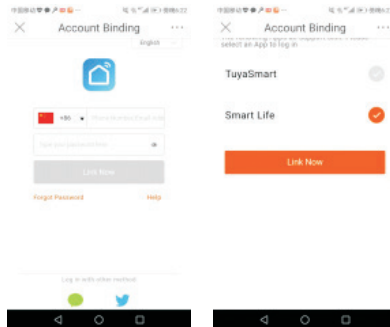 Account Binding
English
+86
Link Now
Forgot Password
Help
Log in with other method
Account Binding
select an App to log in
TuyaSmart
Smart Life
Link Now